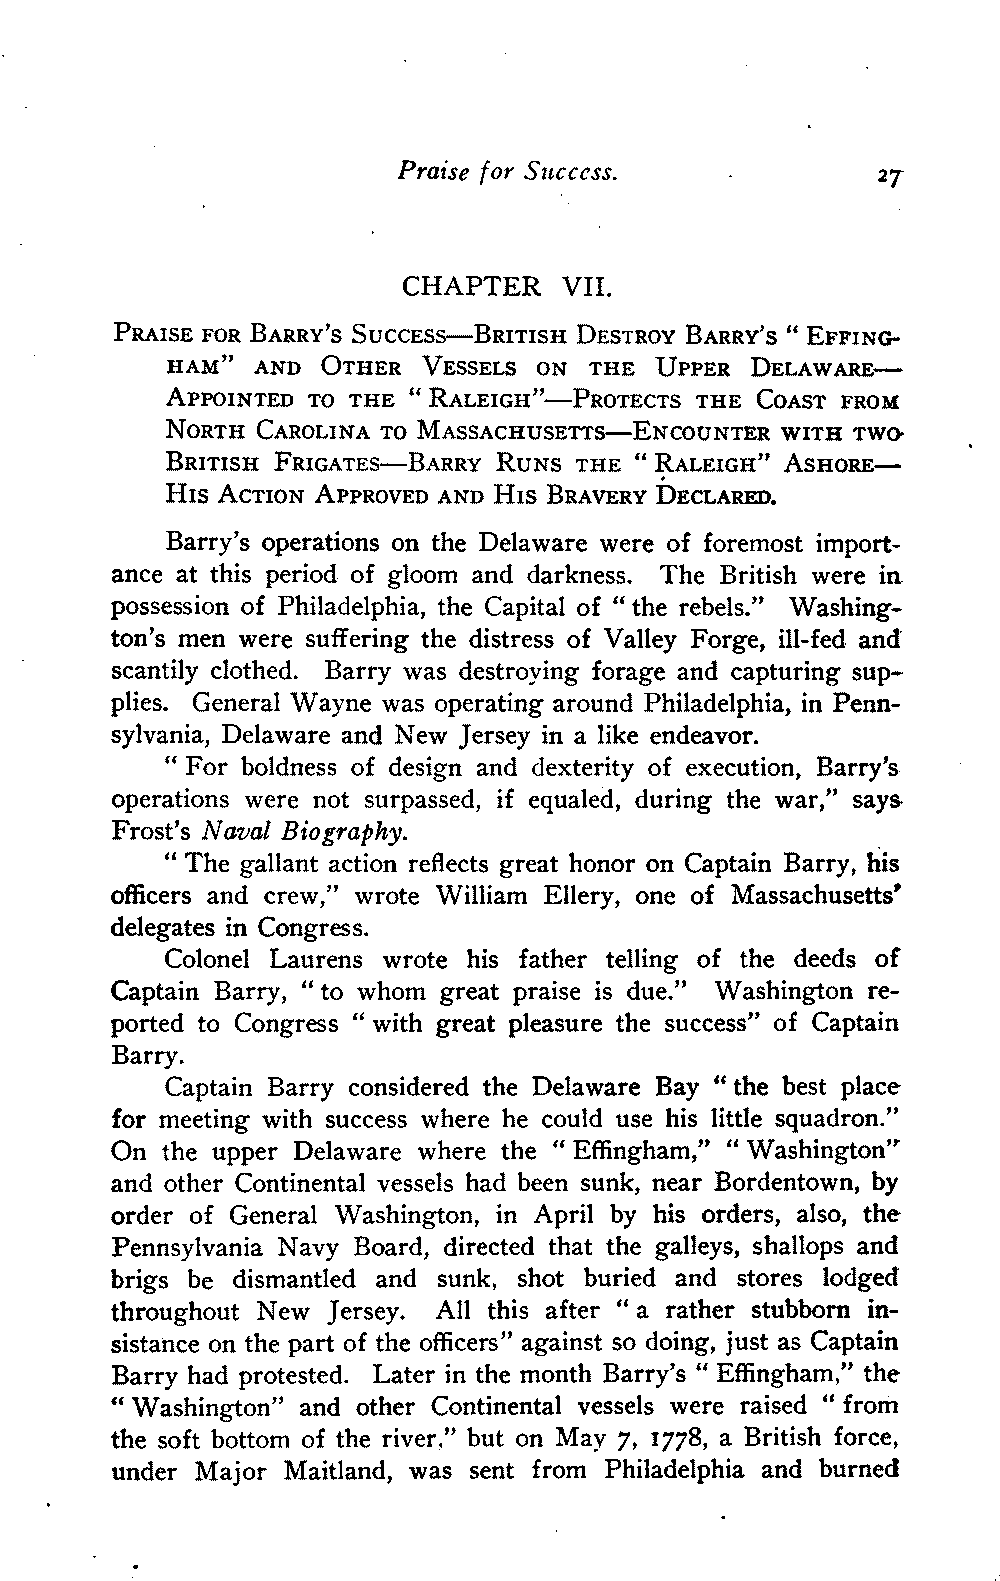 Praise for Success. 27
CHAPTER VII.
PRAISE FOR BARRY'S SUCCESS—BRITISH DESTROY BARRY'S " EFFING-
HAM" AND OTHER VESSELS ON THE UPPER DELAWARE—
APPOINTED TO THE " RALEIGH"—PROTECTS THE COAST FROM
NORTH CAROLINA TO MASSACHUSETTS—ENCOUNTER WITH TWO
BRITISH FRIGATES—BARRY RUNS THE " RALEIGH" ASHORE—
HIS ACTION APPROVED AND HIS BRAVERY DECLARED.
Barry's operations on the Delaware were of foremost import-
ance at this period of gloom and darkness. The British were in
possession of Philadelphia, the Capital of " the rebels." Washing-
ton's men were suffering the distress of Valley Forge, ill-fed and
scantily clothed. Barry was destroying forage and capturing sup-
plies. General Wayne was operating around Philadelphia, in Penn-
sylvania, Delaware and New Jersey in a like endeavor.
" For boldness of design and dexterity of execution, Barry's
operations were not surpassed, if equaled, during the war," says
Frost's Naval Biography.
" The gallant action reflects great honor on Captain Barry, his
officers and crew," wrote William Ellery, one of Massachusetts'
delegates in Congress.
Colonel Laurens wrote his father telling of the deeds of
Captain Barry, " to whom great praise is due." Washington re-
ported to Congress " with great pleasure the success" of Captain
Barry.
Captain Barry considered the Delaware Bay " the best place
for meeting with success where he could use his little squadron."
On the upper Delaware where the " Effingham," " Washington"
and other Continental vessels had been sunk, near Bordentown, by
order of General Washington, in April by his orders, also, the
Pennsylvania Navy Board, directed that the galleys, shallops and
brigs be dismantled and sunk, shot buried and stores lodged
throughout New Jersey. All this after " a rather stubborn in-
sistance on the part of the officers" against so doing, just as Captain
Barry had protested. Later in the month Barry's " Effingham," the
" Washington" and other Continental vessels were raised " from
the soft bottom of the river," but on May 7, 1778, a British force,
under Major Maitland, was sent from Philadelphia and burned